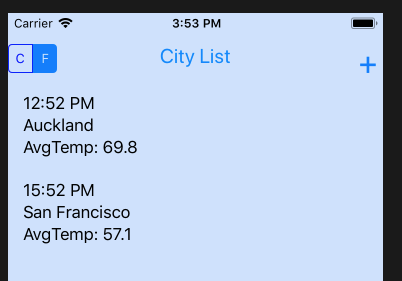 Carrier 3:53 PM
C F City List +
12:52 PM
Auckland
AvgTemp: 69.8
15:52 PM
San Francisco
AvgTemp: 57.1